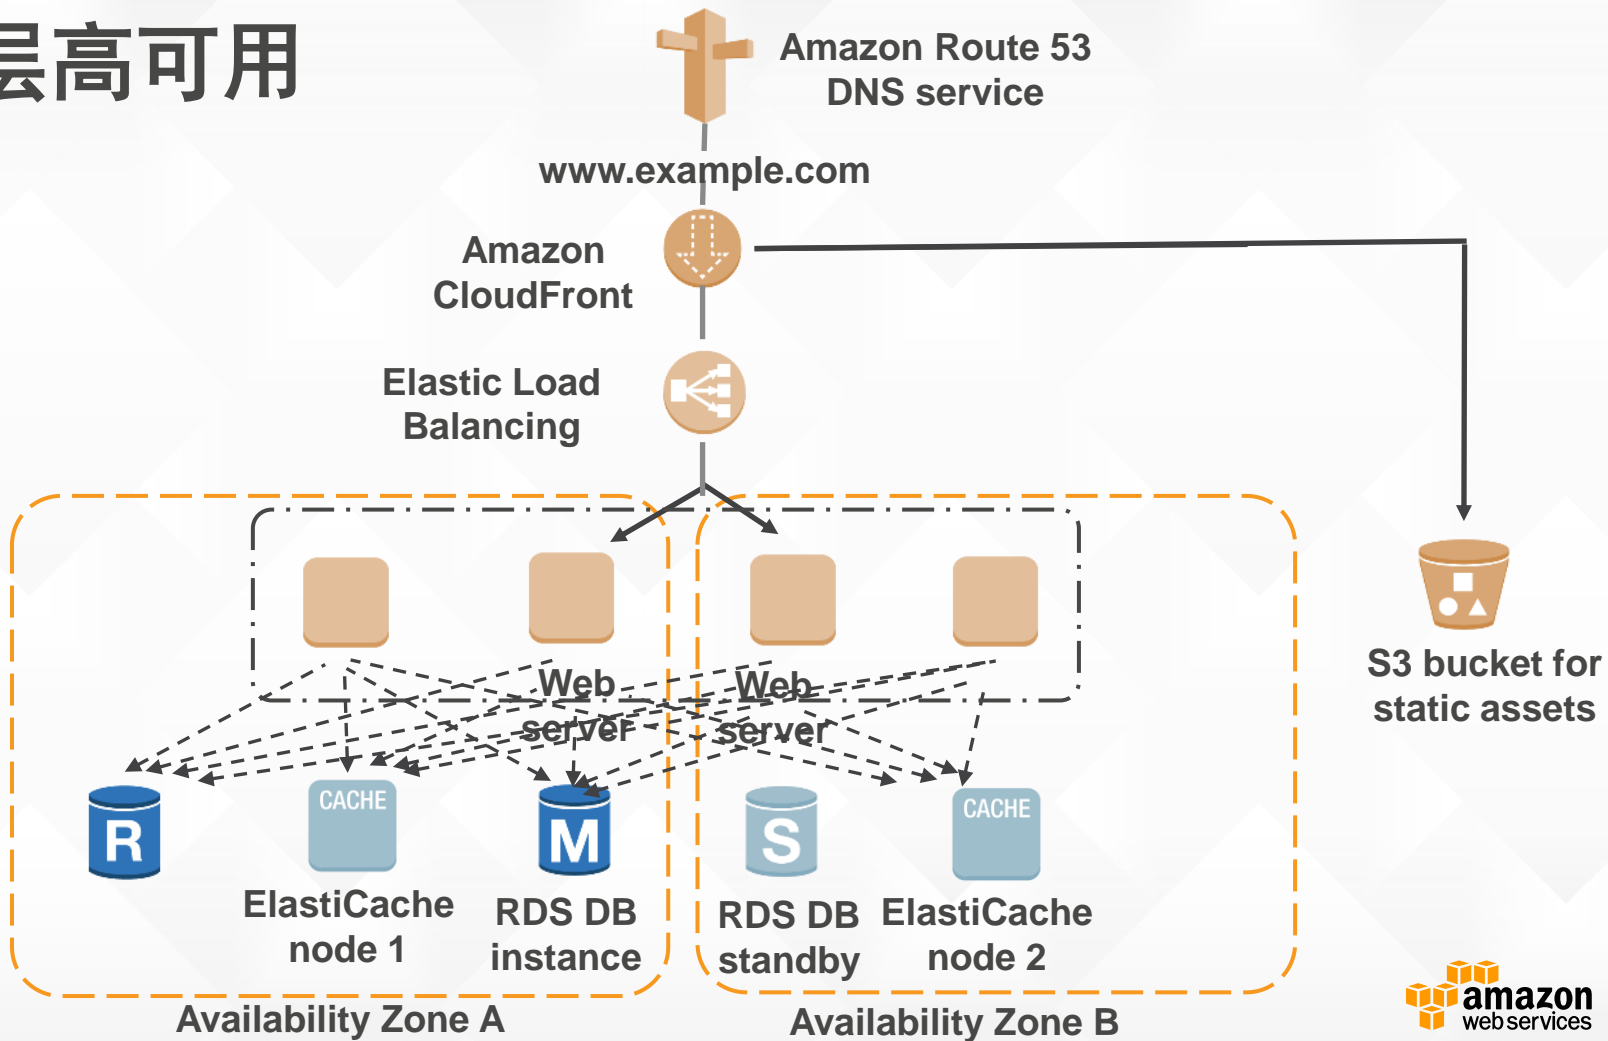 层高可用
Amazon Route 53
DNS service
www.example.com
Amazon
CloudFront
Elastic Load
Balancing
Web
server
Web
server
S3 bucket for
static assets
R
CACHE
M
S
CACHE
ElastiCache
node 1
RDS DB
instance
RDS DB
standby
ElastiCache
node 2
Availability Zone A
Availability Zone B
amazon
webservices